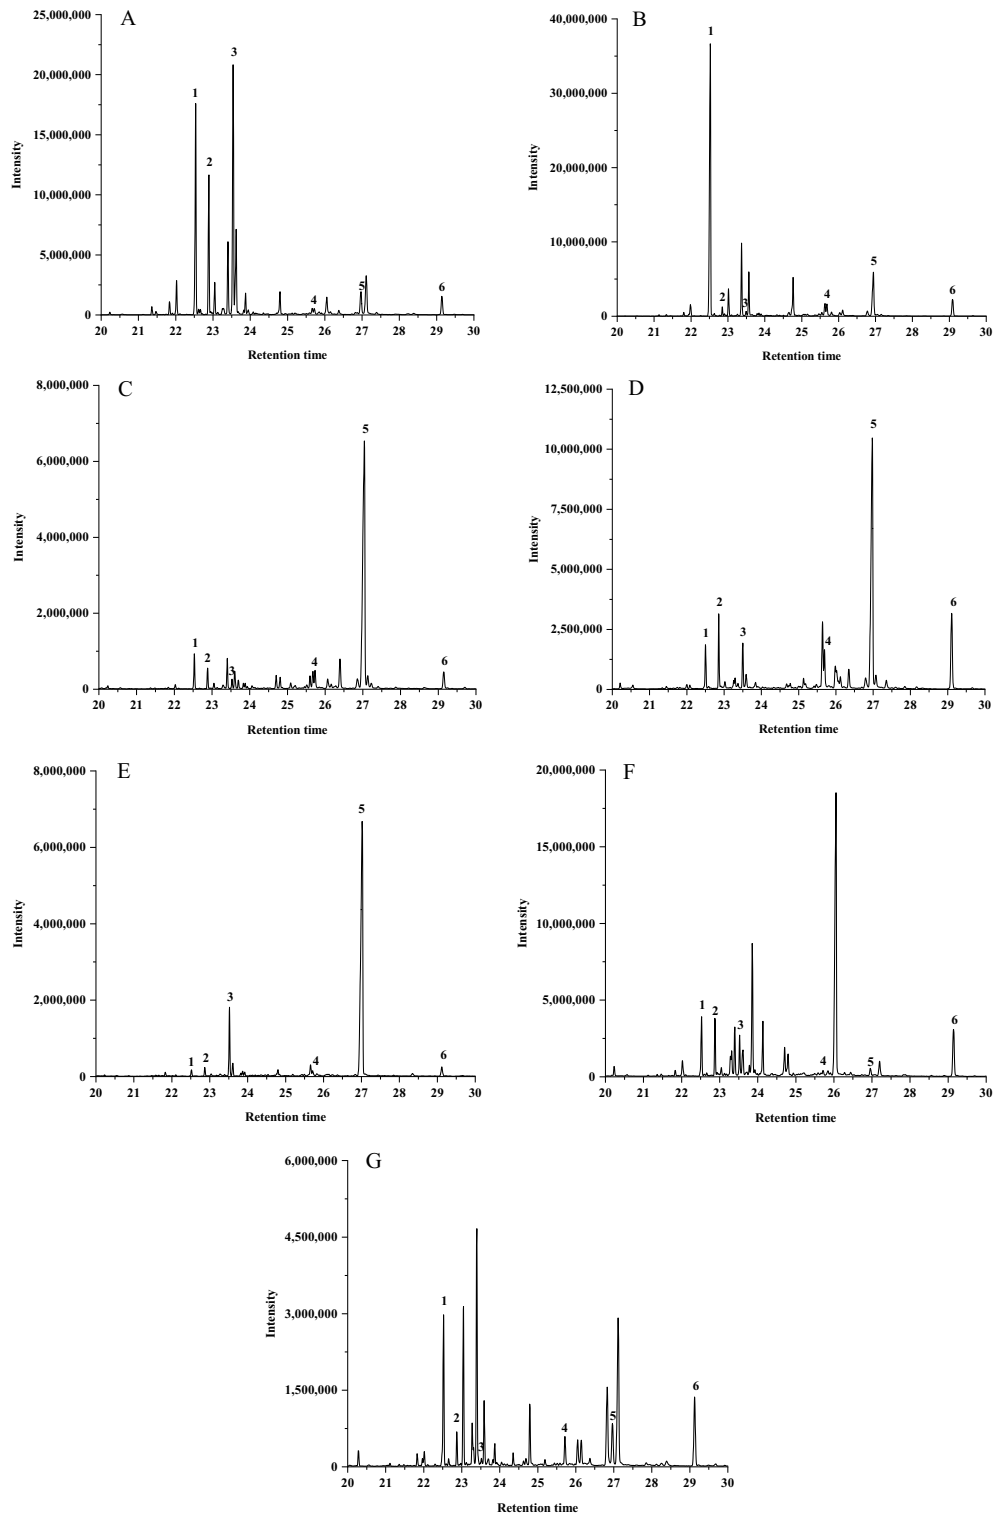 A
25,000,000
20,000,000
15,000,000
10,000,000
5,000,000
0
Intensity
1
2
3
4
5
6
20 21 22 23 24 25 26 27 28 29 30
Retention time
B
40,000,000
30,000,000
20,000,000
10,000,000
0
Intensity
1
2
3
4
5
6
20 21 22 23 24 25 26 27 28 29 30
Retention time
C
8,000,000
6,000,000
4,000,000
2,000,000
0
Intensity
1
2
3
4
5
6
20 21 22 23 24 25 26 27 28 29 30
Retention time
D
12,500,000
10,000,000
7,500,000
5,000,000
2,500,000
0
Intensity
1
2
3
4
5
6
20 21 22 23 24 25 26 27 28 29 30
Retention time
E
8,000,000
6,000,000
4,000,000
2,000,000
0
Intensity
1
2
3
4
5
6
20 21 22 23 24 25 26 27 28 29 30
Retention time
F
20,000,000
15,000,000
10,000,000
5,000,000
0
Intensity
1
2
3
4
5
6
20 21 22 23 24 25 26 27 28 29 30
Retention time
G
6,000,000
4,500,000
3,000,000
1,500,000
0
Intensity
1
2
3
4
5
6
20 21 22 23 24 25 26 27 28 29 30
Retention time